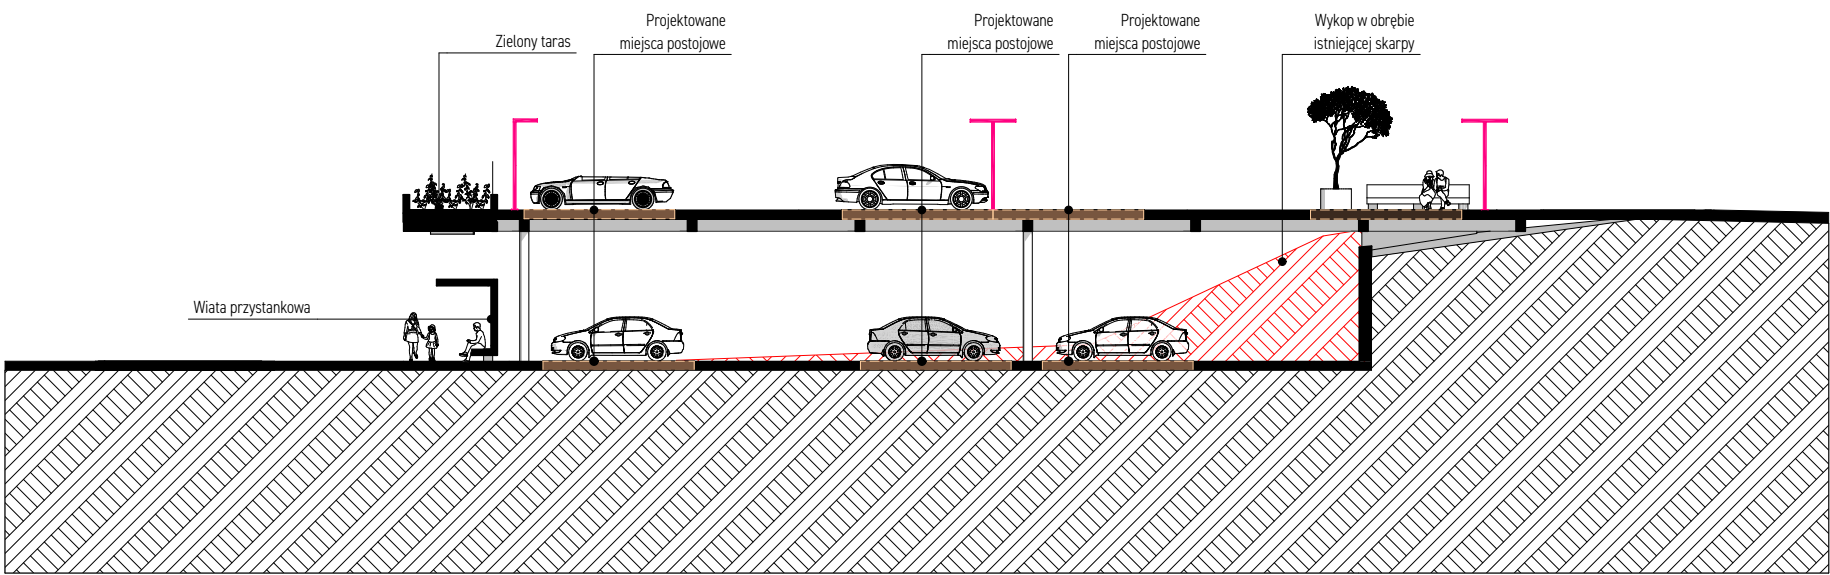 Zielony taras
Projektowane
miejsca postojowe
Projektowane
miejsca postojowe
Projektowane
miejsca postojowe
Wykop w obrębie
istniejącej skarpy
Wiata przystankowa